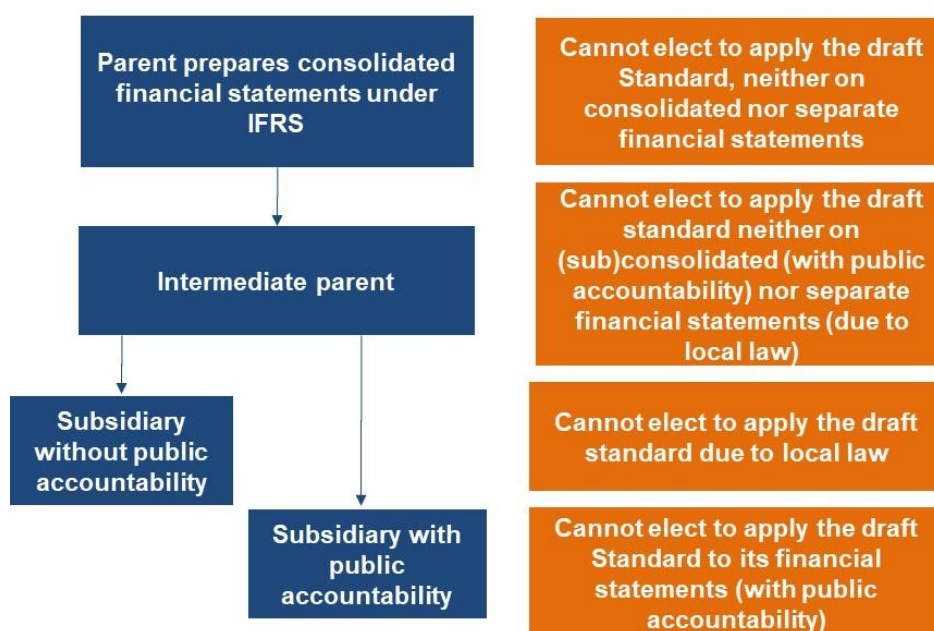 Parent prepares consolidated
financial statements under
IFRS
Cannot elect to apply the draft
Standard, neither on
consolidated nor separate
financial statements
Intermediate parent
Cannot elect to apply the draft
standard neither on
(sub)consolidated (with public
accountability) nor separate
financial statements (due to
local law)
Subsidiary
without public
accountability
Cannot elect to apply the draft
standard due to local law
Subsidiary with
public
accountability
Cannot elect to apply the draft
Standard to its financial
statements (with public
accountability)